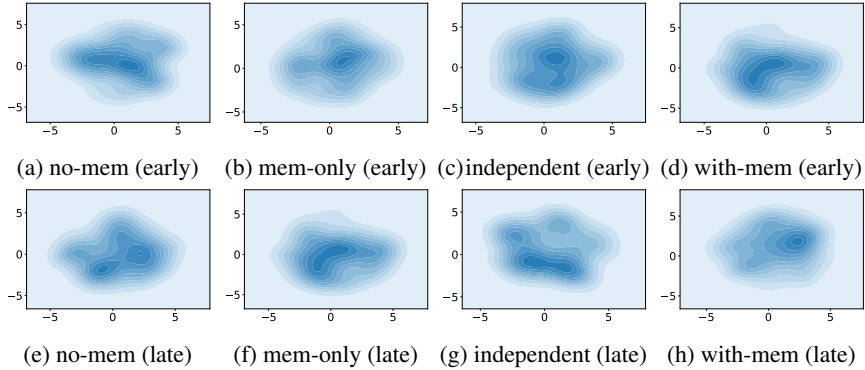 5
0
−5
−5 0 5
5
0
−5
−5 0 5
5
0
−5
−5 0 5
5
0
−5
−5 0 5
(a) no-mem (early)
(b) mem-only (early)
(c)independent (early)
(d) with-mem (early)
5
0
−5
−5 0 5
5
0
−5
−5 0 5
5
0
−5
−5 0 5
5
0
−5
−5 0 5
(e) no-mem (late)
(f) mem-only (late)
(g) independent (late)
(h) with-mem (late)